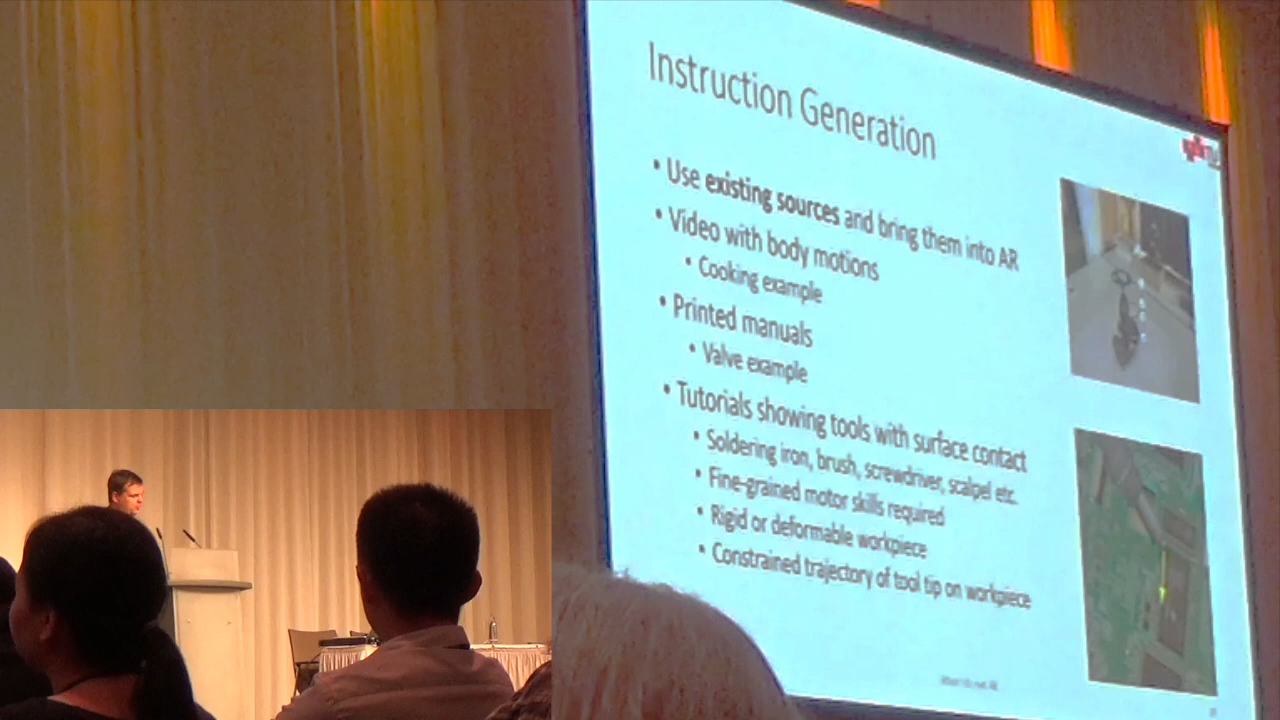 Instruction Generation
• Use existing sources and bring them into AR
• Video with body motions
• Cooking example
• Printed manuals
• Valve example
• Tutorials showing tools with surface contact
• Soldering iron, brush, screwdriver, scalpel etc.
• Fine-grained motor skills required
• Rigid or deformable workpiece
• Constrained trajectory of tool tip on workpiece